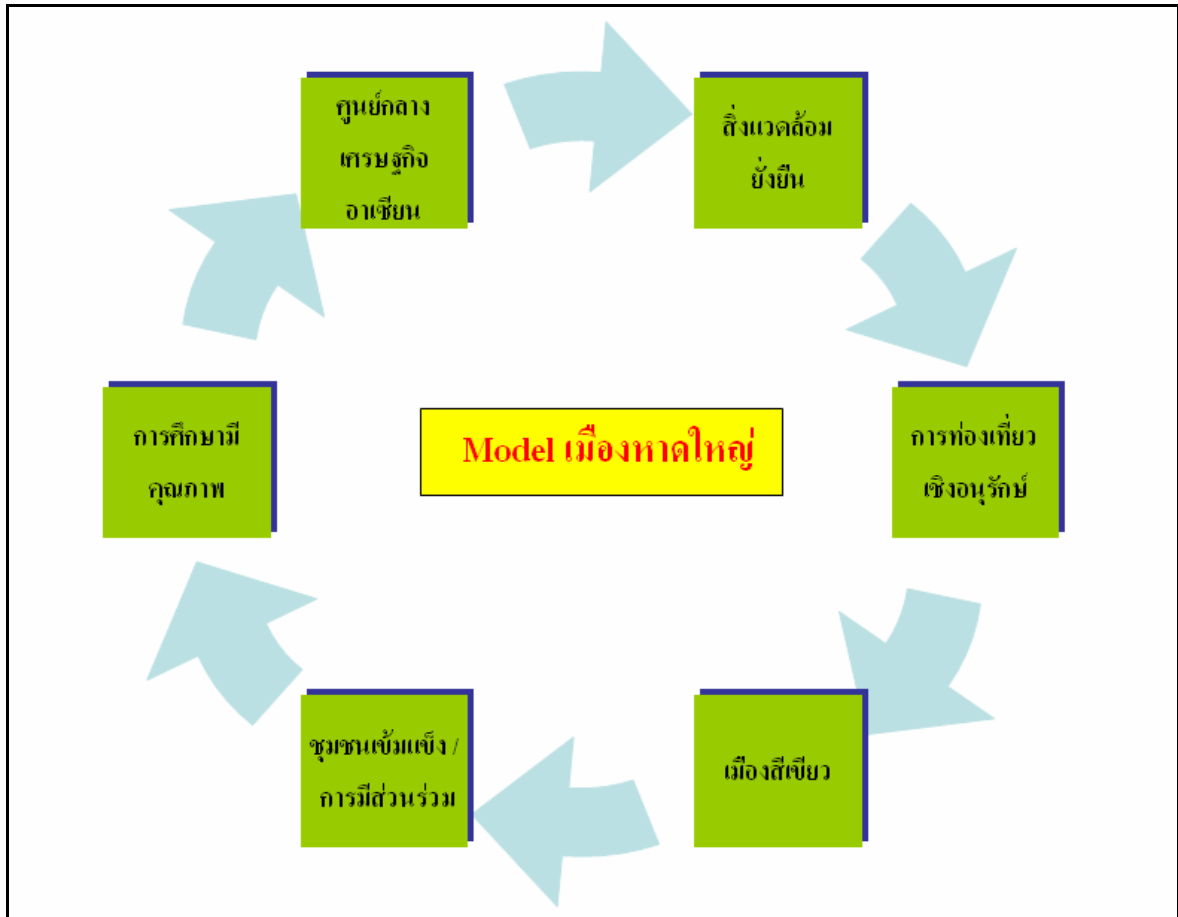 ศูนย์กลาง
เศรษฐกิจ
อาเซียน
สิ่งแวดล้อม
ยั่งยืน
การท่องเที่ยว
เชิงอนุรักษ์
เมืองสีเขียว
ชุมชนเข้มแข็ง /
การมีส่วนร่วม
การศึกษามี
คุณภาพ
Model เมืองหาดใหญ่